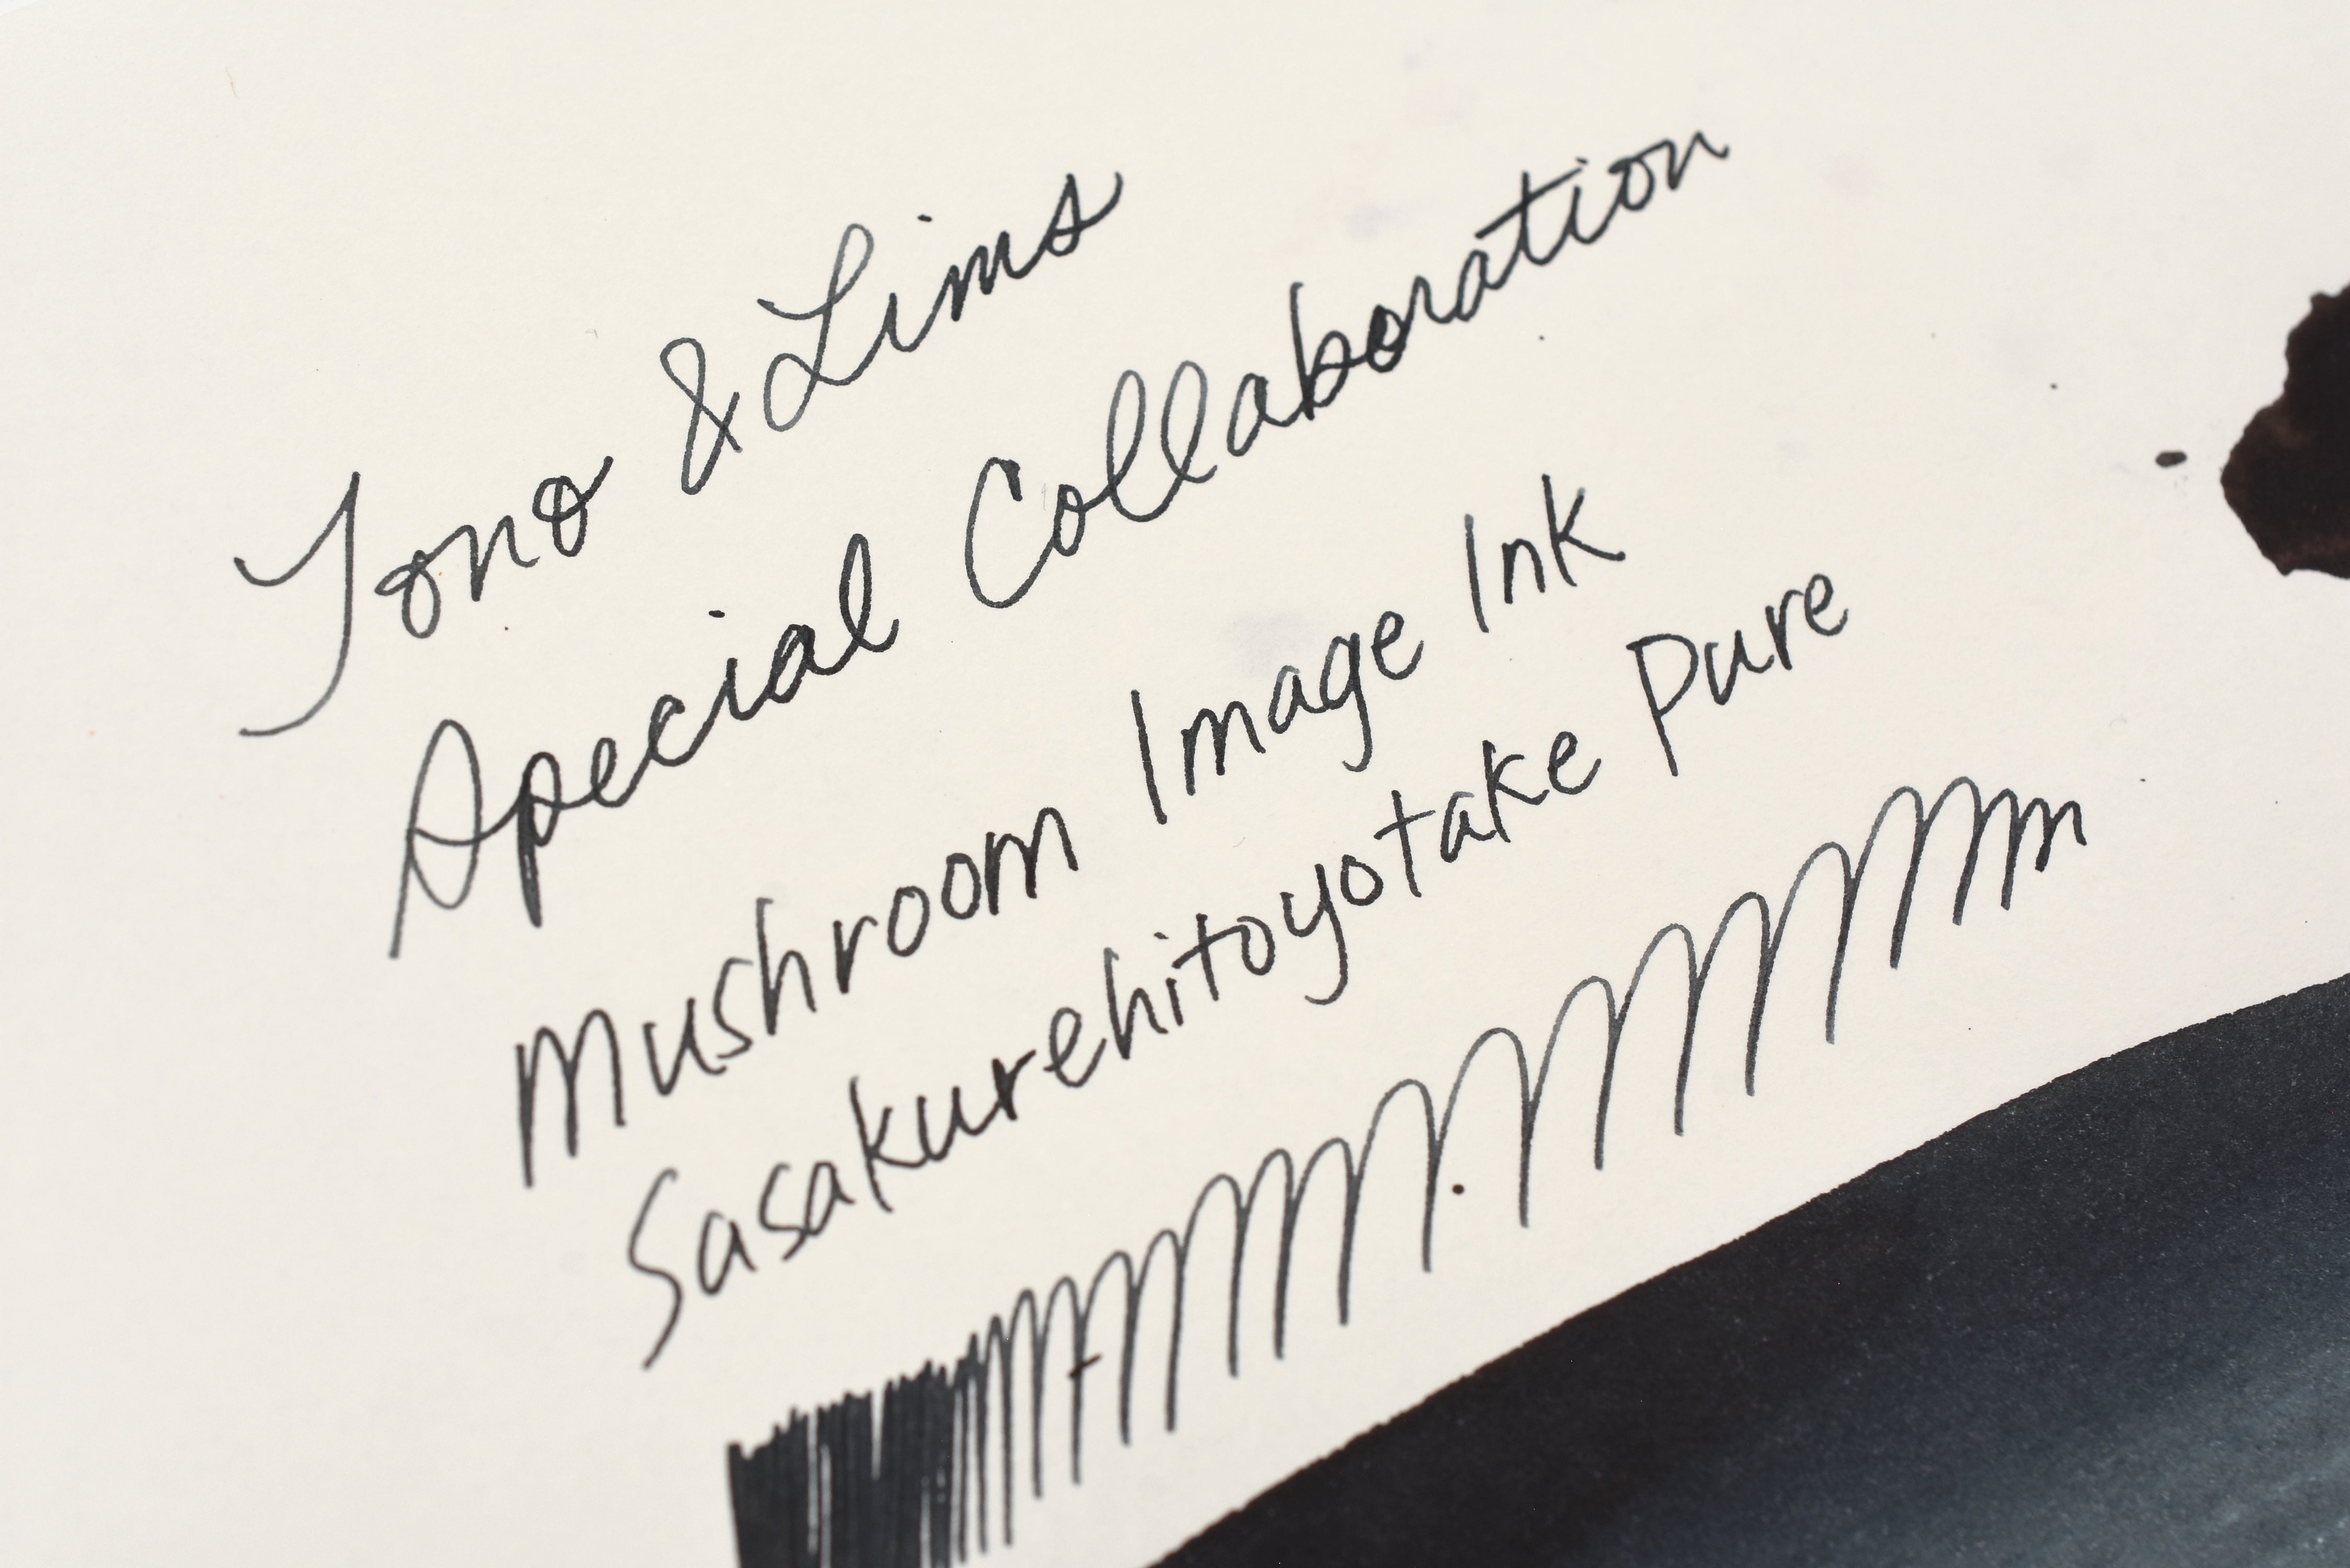 Tono & Lims
Special Collaboration
Mushroom Image Ink
Sasakurehitoyotake Pure